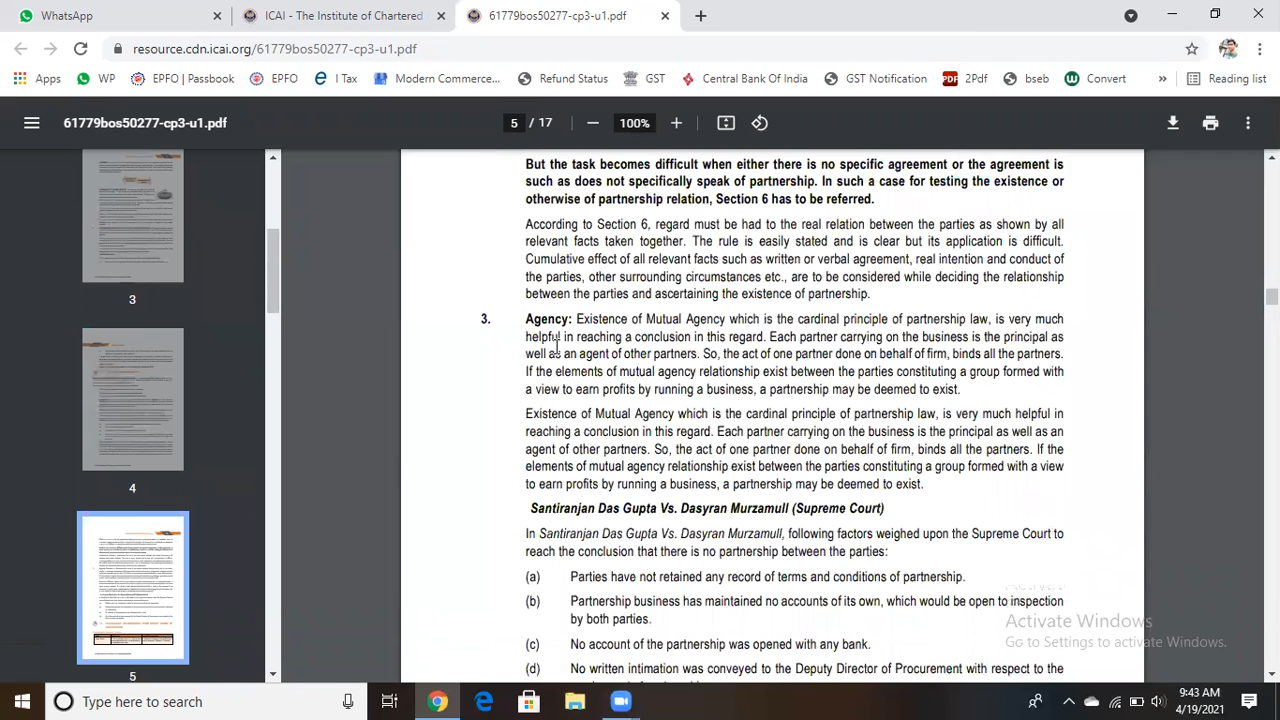 WhatsApp
ICAI - The Institute of Chartered
61779bos50277-cp3-u1.pdf
resource.cdn.icai.org/61779bos50277-cp3-u1.pdf
Apps WP EPFO | Passbook EPFO I Tax Modern Commerce... Refund Status GST Central Bank Of India GST Notification 2Pdf bseb Convert » Reading list
61779bos50277-cp3-u1.pdf
5 / 17
100%
3
4
5
But the task becomes difficult when either there is no specific agreement or the agreement is
such as does not specifically speak of partnership. In such a case for testing the existence or
otherwise of partnership relation, Section 6 has to be referred.
According to Section 6, regard must be had to the real relation between the parties as shown by all
relevant facts taken together. The rule is easily stated and is clear but its application is difficult.
Cumulative effect of all relevant facts such as written or verbal agreement, real intention and conduct of
the parties, other surrounding circumstances etc., are to be considered while deciding the relationship
between the parties and ascertaining the existence of partnership.
3. Agency: Existence of Mutual Agency which is the cardinal principle of partnership law, is very much
helpful in reaching a conclusion in this regard. Each partner carrying on the business is the principal as
well as an agent of other partners. So, the act of one partner done on behalf of firm, binds all the partners.
If the elements of mutual agency relationship exist between the parties constituting a group formed with
a view to earn profits by running a business, a partnership may be deemed to exist.
Existence of Mutual Agency which is the cardinal principle of partnership law, is very much helpful in
reaching a conclusion in this regard. Each partner carrying on the business is the principal as well as an
agent of other partners. So, the act of one partner done on behalf of firm, binds all the partners. If the
elements of mutual agency relationship exist between the parties constituting a group formed with a view
to earn profits by running a business, a partnership may be deemed to exist.
Santiranjan Das Gupta Vs. Dasyran Murzamull (Supreme Court)
In Santiranjan Das Gupta Vs. Dasyran Murzamull, following factors weighed upon the Supreme Court to
reach the conclusion that there is no partnership between the parties:
(a) Parties have not retained any record of terms and conditions of partnership.
(b) Partnership business has maintained no accounts of its own, which would be open to inspection
by both parties.
(c) No account of the partnership was opened with any bank.
(d) No written intimation was conveyed to the Deputy Director of Procurement with respect to the
Activate Windows
Go to Settings to activate Windows.
Type here to search
9:43 AM
4/19/2021